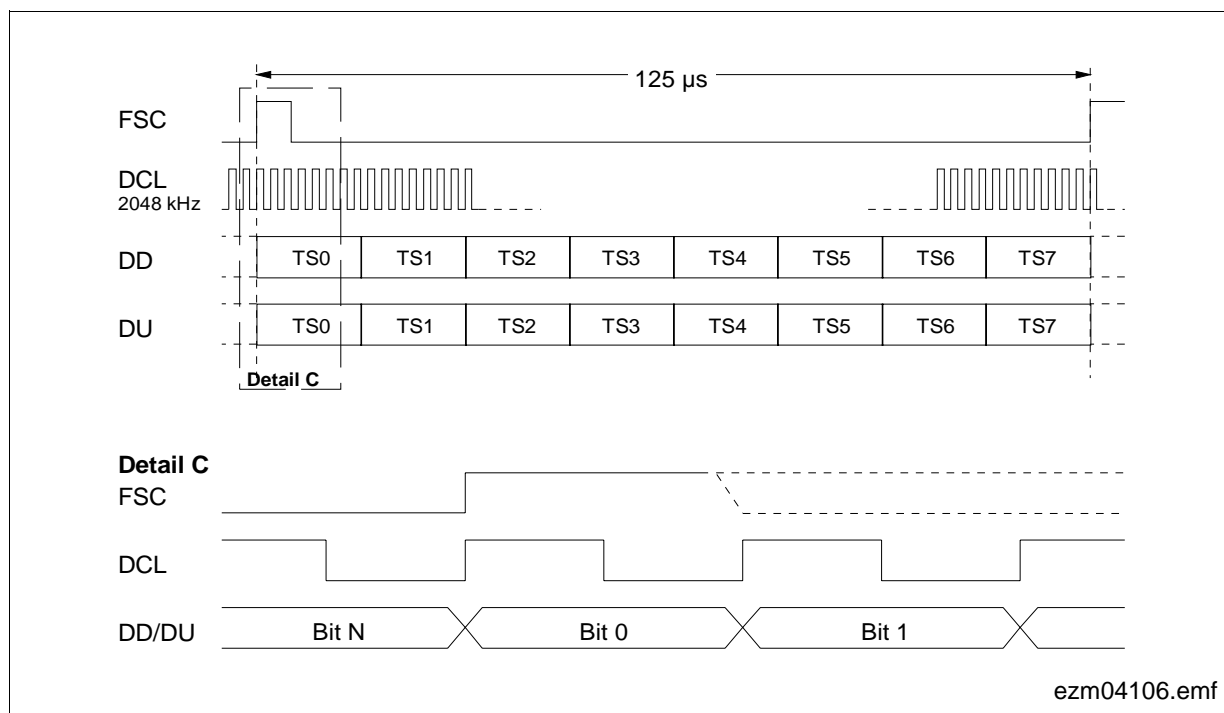 125 µs
FSC
DCL
2048 kHz
DD TS0 TS1 TS2 TS3 TS4 TS5 TS6 TS7
DU TS0 TS1 TS2 TS3 TS4 TS5 TS6 TS7
Detail C
Detail C
FSC
DCL
DD/DU Bit N Bit 0 Bit 1
ezm04106.emf